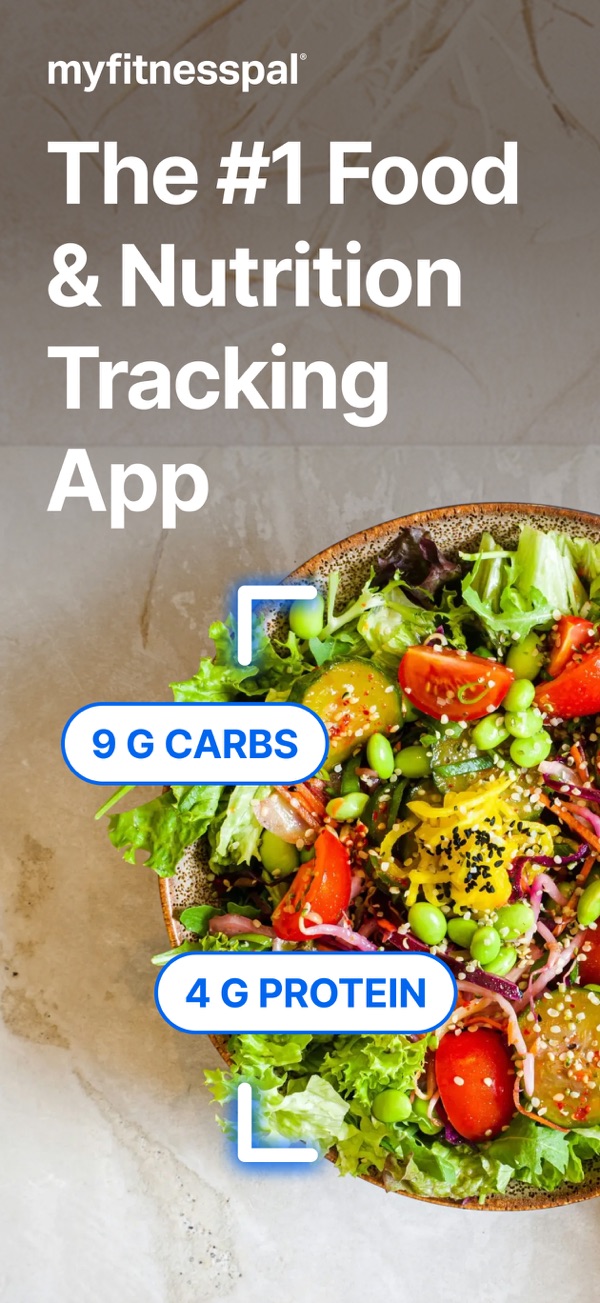 myfitnesspal®
The #1 Food
& Nutrition
Tracking
App
9 G CARBS
4 G PROTEIN